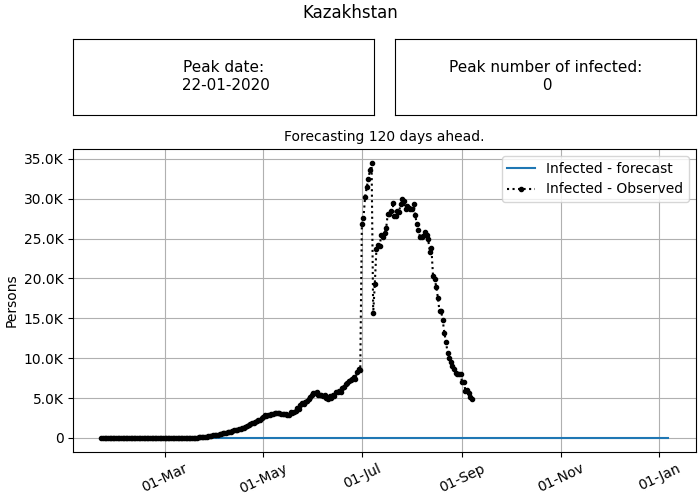 Kazakhstan
Peak date:
22-01-2020
Peak number of infected:
0
Forecasting 120 days ahead.
Infected - forecast
Infected - Observed
Persons
35.0K
30.0K
25.0K
20.0K
15.0K
10.0K
5.0K
0
01-Mar
01-May
01-Jul
01-Sep
01-Nov
01-Jan